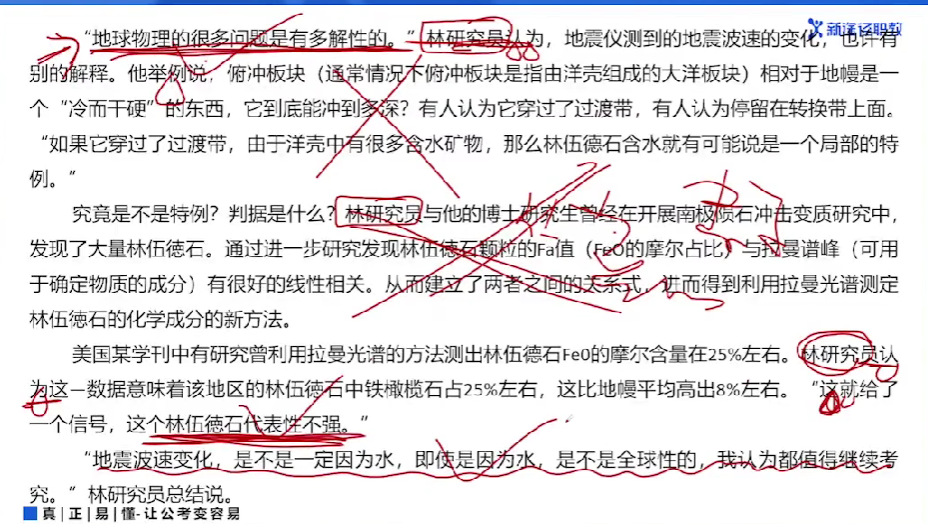 新泽谷职教
“地球物理的很多问题是有多解性的。”林研究员认为，地震仪测到的地震波速的变化，也许有
别的解释。他举例说，俯冲板块（通常情况下俯冲板块是指由洋壳组成的大洋板块）相对于地幔是一
个“冷而干硬”的东西，它到底能冲到多深？有人认为它穿过了过渡带，有人认为停留在转换带上面。
“如果它穿过了过渡带，由于洋壳中有很多含水矿物，那么林伍德石含水就有可能说是一个局部的特
例。”
究竟是不是特例？判据是什么？林研究员与他的博士研究生曾经在开展南极陨石冲击变质研究中，
发现了大量林伍德石。通过进一步研究发现林伍德石颗粒的Fa值（FeO的摩尔占比）与拉曼谱峰（可用
于确定物质的成分）有很好的线性相关。从而建立了两者之间的关系式，进而得到利用拉曼光谱测定
林伍德石的化学成分的新方法。
美国某学刊中有研究曾利用拉曼光谱的方法测出林伍德石FeO的摩尔含量在25%左右。林研究员认
为这一数据意味着该地区的林伍德石中铁橄榄石占25%左右，这比地幔平均高出8%左右。“这就给了
一个信号，这个林伍德石代表性不强。”
“地震波速变化，是不是一定因为水，即使是因为水，是不是全球性的，我认为都值得继续考
究。”林研究员总结说。
真|正|易|懂-让公考变容易